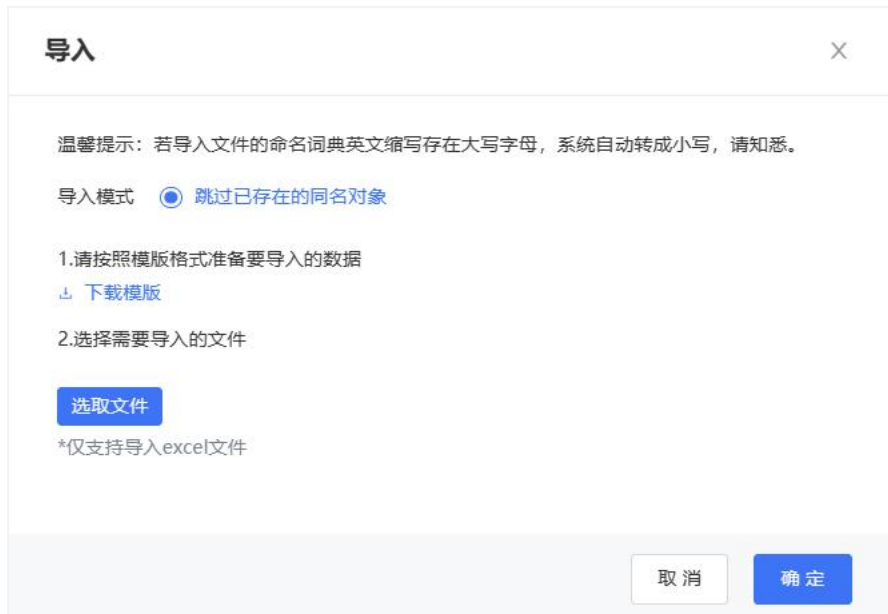 导入
温馨提示：若导入文件的命名词典英文缩写存在大写字母，系统自动转成小写，请知悉。
导入模式 跳过已存在的同名对象
1.请按照模版格式准备要导入的数据
下载模版
2.选择需要导入的文件
选取文件
*仅支持导入excel文件
取消 确定